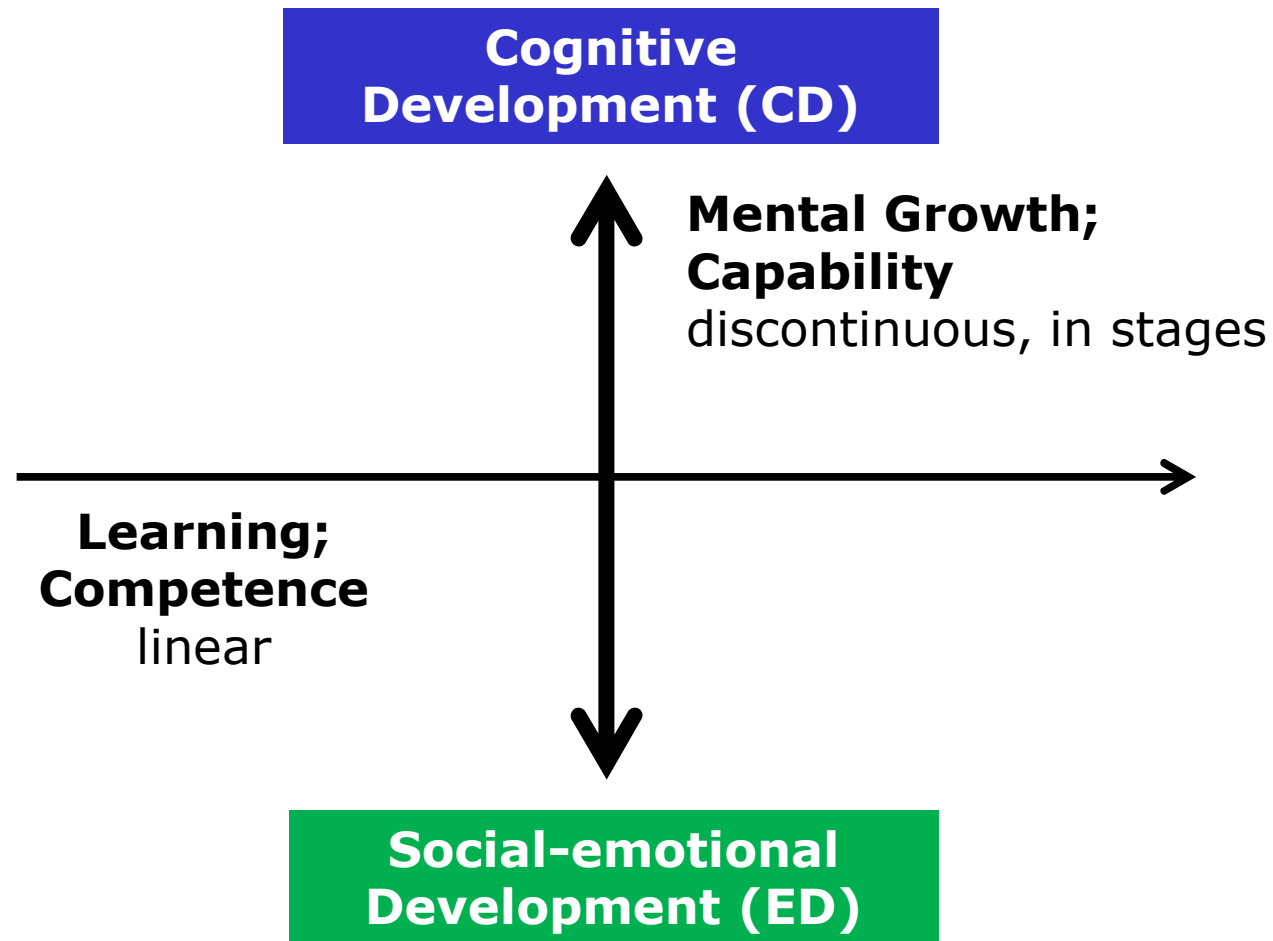 Cognitive
Development (CD)
Mental Growth;
Capability
discontinuous, in stages
Learning;
Competence
linear
Social-emotional
Development (ED)